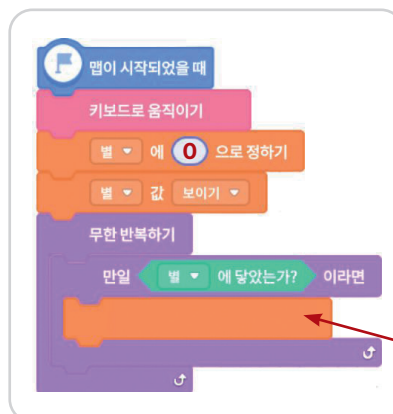 맵이 시작되었을 때
키보드로 움직이기
별 에 0 으로 정하기
별 값 보이기
무한 반복하기
만일 별 에 닿았는가? 이라면